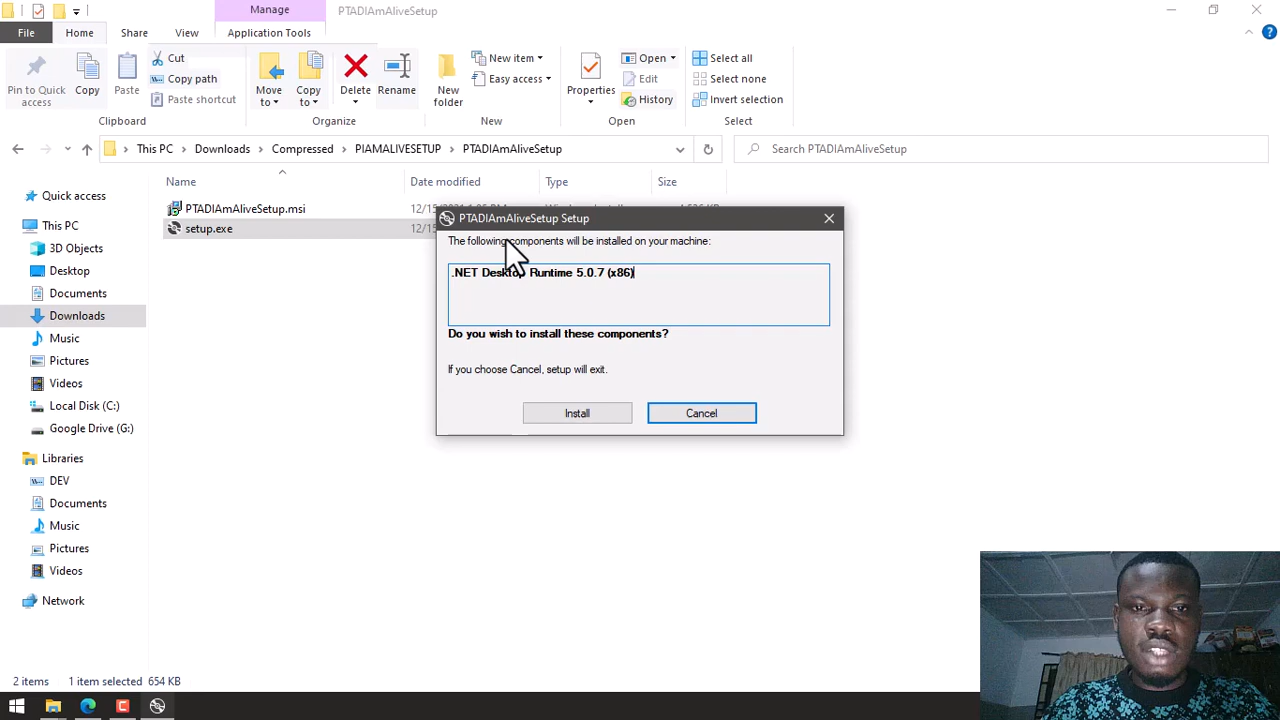 Manage
PTADIAmAliveSetup
File
Home
Share
View
Application Tools
Pin to Quick access
Copy
Paste
Cut
Copy path
Paste shortcut
Clipboard
Move to
Copy to
Delete
Rename
Organize
New folder
New item
Easy access
New
Properties
Open
Edit
History
Open
Select all
Select none
Invert selection
Select
This PC
Downloads
Compressed
PIAMALIVESETUP
PTADIAmAliveSetup
Search PTADIAmAliveSetup
Name
Date modified
Type
Size
PTADIAmAliveSetup.msi
setup.exe
12/15
Quick access
This PC
3D Objects
Desktop
Documents
Downloads
Music
Pictures
Videos
Local Disk (C:)
Google Drive (G:)
Libraries
DEV
Documents
Music
Pictures
Videos
Network
PTADIAmAliveSetup Setup
The following components will be installed on your machine:
.NET Desktop Runtime 5.0.7 (x86)
Do you wish to install these components?
If you choose Cancel, setup will exit.
Install
Cancel
2 items
1 item selected 654 KB